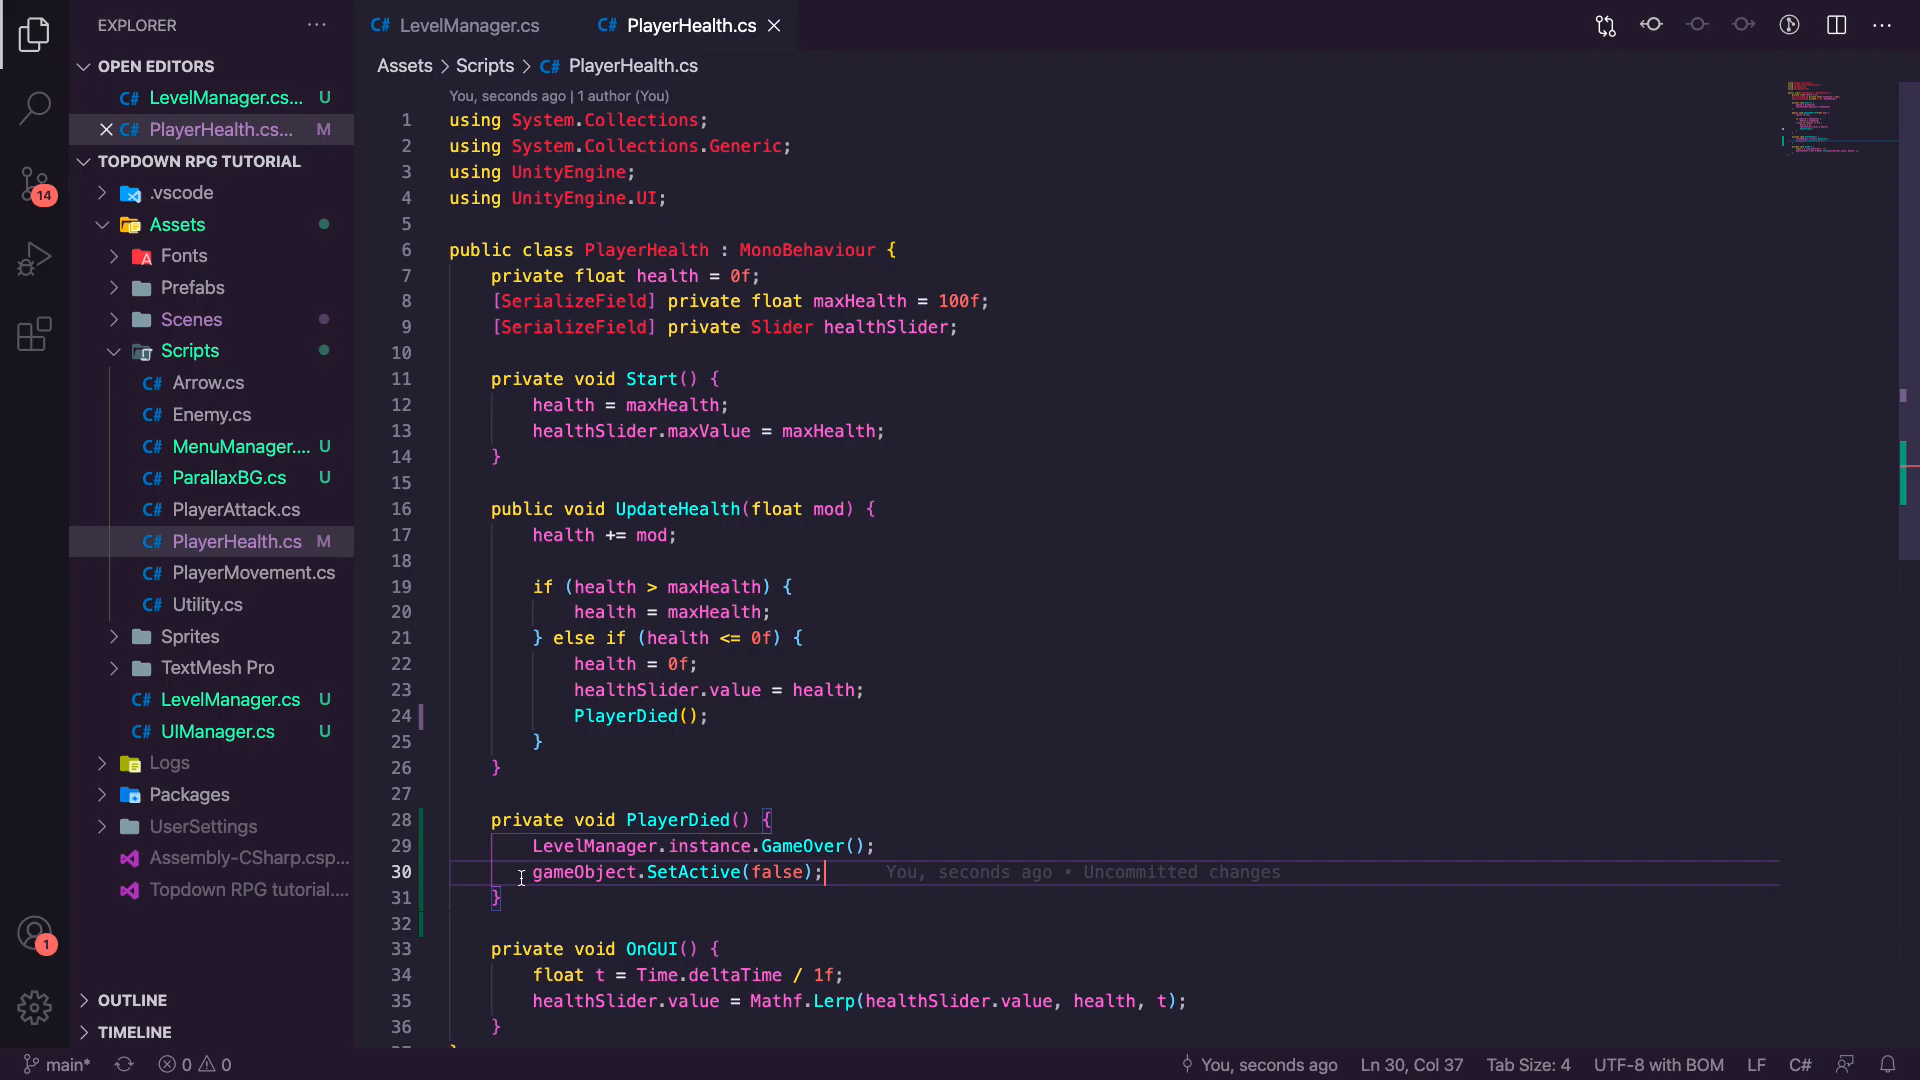 EXPLORER
OPEN EDITORS
C# LevelManager.cs... U
C# PlayerHealth.cs... M
TOPDOWN RPG TUTORIAL
.vscode
Assets
Fonts
Prefabs
Scenes
Scripts
C# Arrow.cs
C# Enemy.cs
C# MenuManager.... U
C# ParallaxBG.cs U
C# PlayerAttack.cs
C# PlayerHealth.cs M
C# PlayerMovement.cs
C# Utility.cs
Sprites
TextMesh Pro
C# LevelManager.cs U
C# UIManager.cs U
Logs
Packages
UserSettings
Assembly-CSharp.csp...
Topdown RPG tutorial....
OUTLINE
TIMELINE
14
1
C# LevelManager.cs
C# PlayerHealth.cs
Assets > Scripts > C# PlayerHealth.cs
You, seconds ago | 1 author (You)
1 using System.Collections;
2 using System.Collections.Generic;
3 using UnityEngine;
4 using UnityEngine.UI;
5
6 public class PlayerHealth : MonoBehaviour {
7 private float health = 0f;
8 [SerializeField] private float maxHealth = 100f;
9 [SerializeField] private Slider healthSlider;
10
11 private void Start() {
12 health = maxHealth;
13 healthSlider.maxValue = maxHealth;
14 }
15
16 public void UpdateHealth(float mod) {
17 health += mod;
18
19 if (health > maxHealth) {
20 health = maxHealth;
21 } else if (health <= 0f) {
22 health = 0f;
23 healthSlider.value = health;
24 PlayerDied();
25 }
26 }
27
28 private void PlayerDied() {
29 LevelManager.instance.GameOver();
30 gameObject.SetActive(false); You, seconds ago • Uncommitted changes
31 }
32
33 private void OnGUI() {
34 float t = Time.deltaTime / 1f;
35 healthSlider.value = Mathf.Lerp(healthSlider.value, health, t);
36 }
main* 0 0 You, seconds ago Ln 30, Col 37 Tab Size: 4 UTF-8 with BOM LF C#